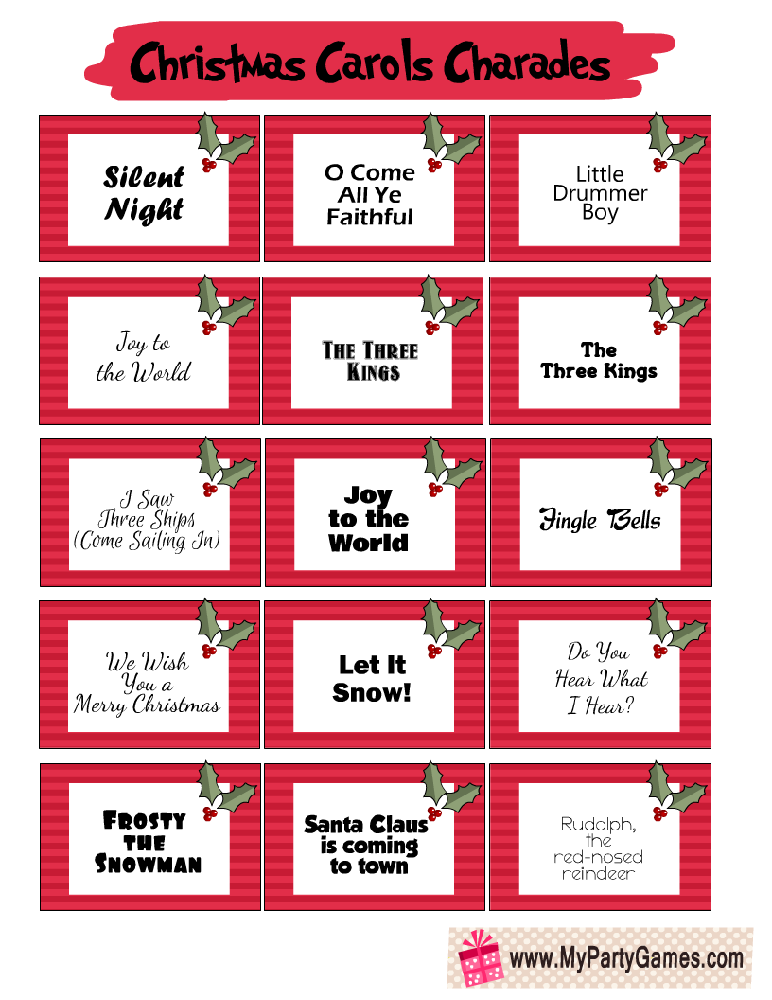 Christmas Carols Charades
Silent
Night
O Come
All Ye
Faithful
Little
Drummer
Boy
Joy to
the World
The Three
Kings
The
Three Kings
I Saw
Three Ships
(Come Sailing In)
Joy
to the
World
Jingle Bells
We Wish
You a
Merry Christmas
Let It
Snow!
Do You
Hear What
I Hear?
Frosty
the
Snowman
Santa Claus
is coming
to town
Rudolph,
the
red-nosed
reindeer
www.MyPartyGames.com